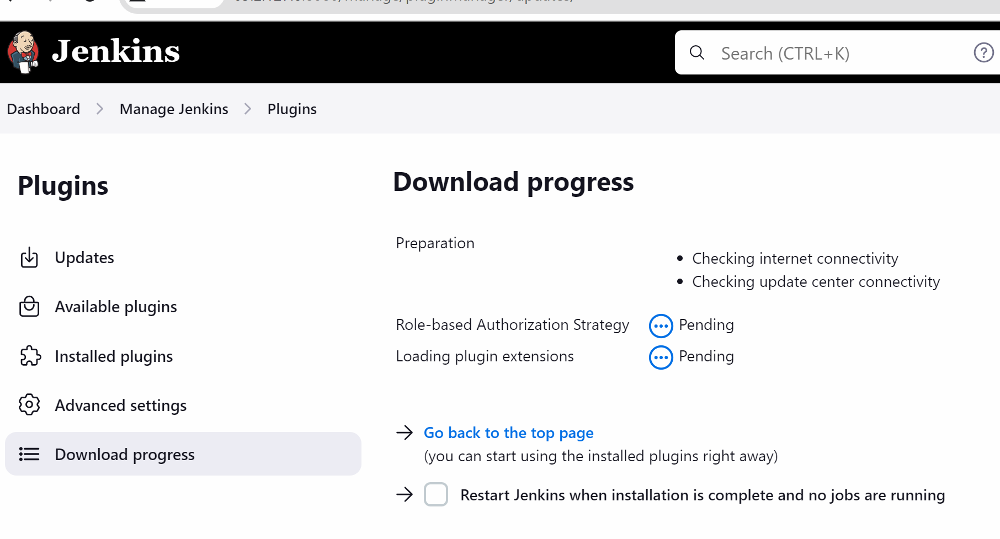 Jenkins
Search (CTRL+K)
Dashboard
Manage Jenkins
Plugins
Plugins
Updates
Available plugins
Installed plugins
Advanced settings
Download progress
Download progress
Preparation
Checking internet connectivity
Checking update center connectivity
Role-based Authorization Strategy Pending
Loading plugin extensions Pending
Go back to the top page
(you can start using the installed plugins right away)
Restart Jenkins when installation is complete and no jobs are running